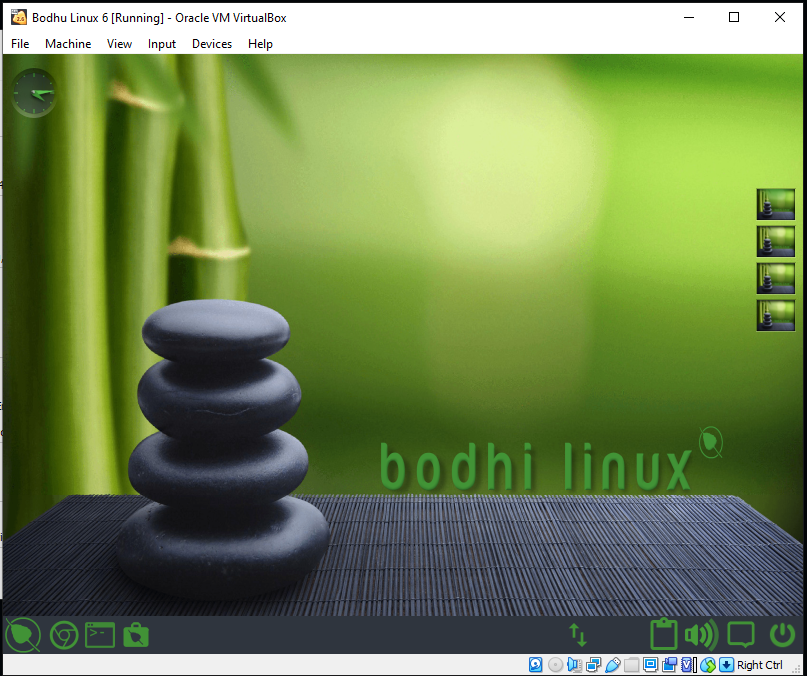 Bodhu Linux 6 [Running] - Oracle VM VirtualBox
File Machine View Input Devices Help
bodhi linux
Right Ctrl